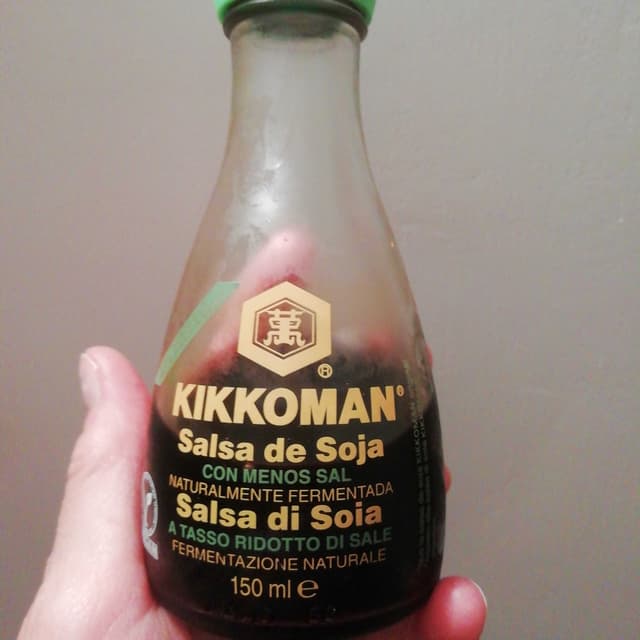 萬
®
KIKKOMAN®
Salsa de Soja
CON MENOS SAL
NATURALMENTE FERMENTADA
Salsa di Soia
A TASSO RIDOTTO DI SALE
FERMENTAZIONE NATURALE
150 ml e